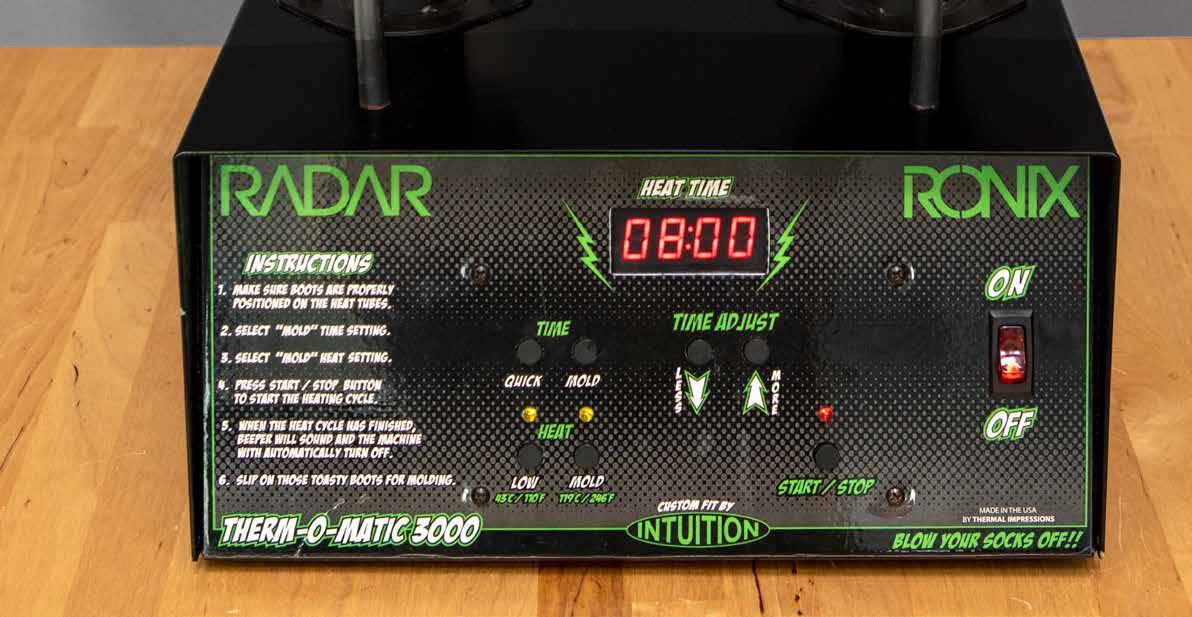 RADAR
RONIX
HEAT TIME
08:00
INSTRUCTIONS
1. MAKE SURE BOOTS ARE PROPERLY
POSITIONED ON THE HEAT TUBES.
2. SELECT "MOLD" TIME SETTING.
3. SELECT "MOLD" HEAT SETTING.
4. PRESS START / STOP BUTTON
TO START THE HEATING CYCLE.
5. WHEN THE HEAT CYCLE HAS FINISHED,
BEEPER WILL SOUND AND THE MACHINE
WITH AUTOMATICALLY TURN OFF.
6. SLIP ON THOSE TOASTY BOOTS FOR MOLDING.
TIME
QUICK MOLD
HEAT
LOW MOLD
43°C / 110°F 119°C / 246°F
TIME ADJUST
LESS
MORE
START / STOP
ON
OFF
THERM-O-MATIC 3000
CUSTOM FIT BY
INTUITION
MADE IN THE USA
BY THERMAL IMPRESSIONS
BLOW YOUR SOCKS OFF!!